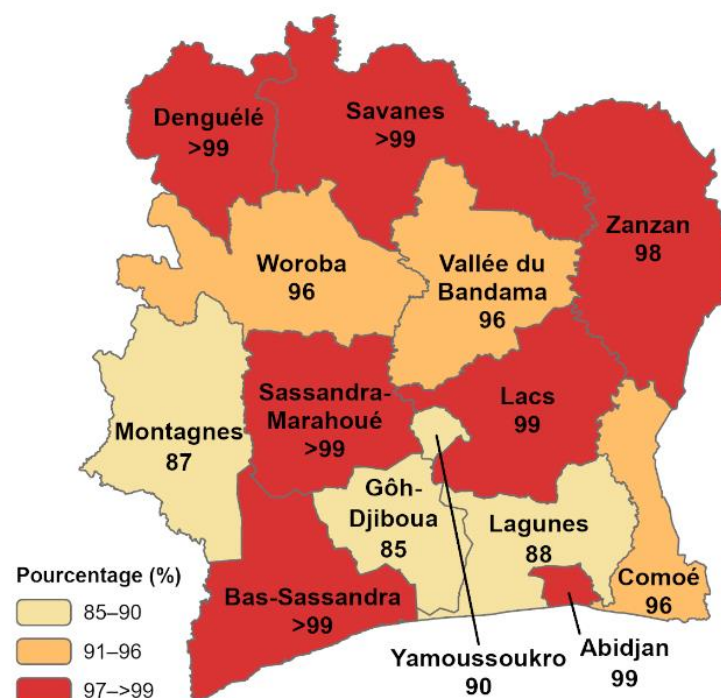 Denguélé
>99
Savanes
>99
Zanzan
98
Woroba
96
Vallée du
Bandama
96
Montagnes
87
Sassandra-
Marahoué
>99
Lacs
99
Gôh-
Djiboua
85
Lagunes
88
Comoé
96
Bas-Sassandra
>99
Yamoussoukro
90
Abidjan
99
Pourcentage (%)
85–90
91–96
97–>99